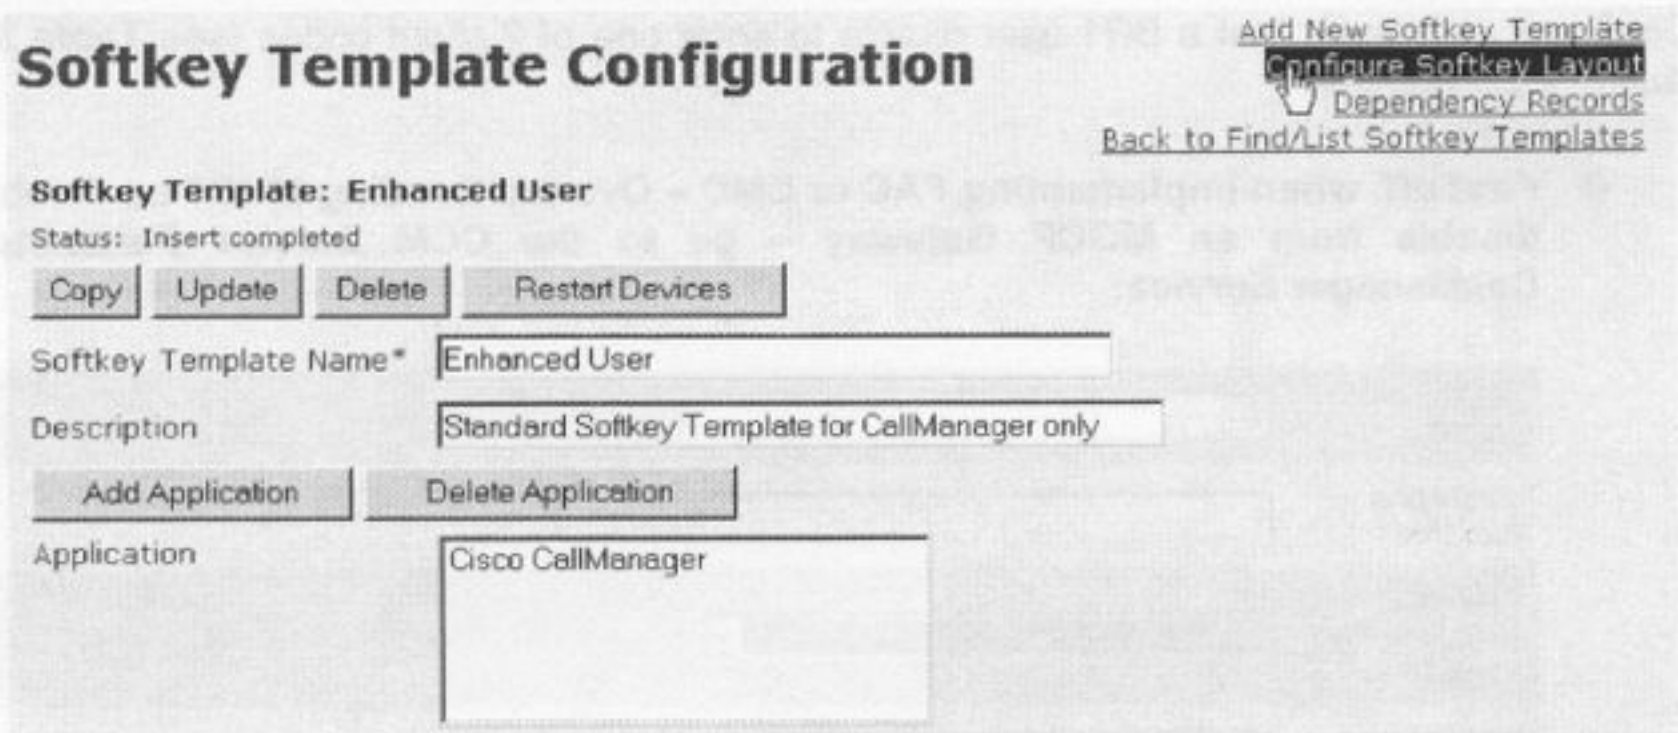 Add New Softkey Template
Softkey Template Configuration
Configure Softkey Layout
Dependency Records
Back to Find/List Softkey Templates
Softkey Template: Enhanced User
Status: Insert completed
Copy Update Delete Restart Devices
Softkey Template Name* Enhanced User
Description Standard Softkey Template for CallManager only
Add Application Delete Application
Application Cisco CallManager